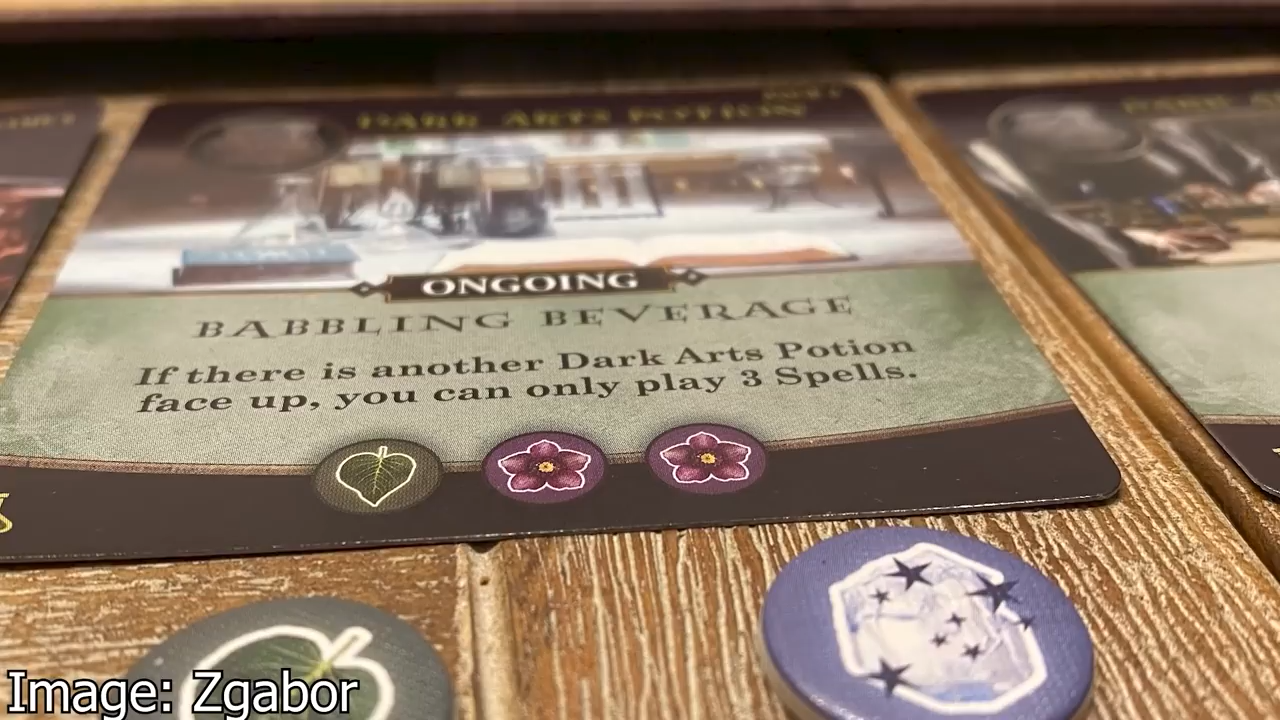 DARK ARTS POTION
ONGOING
BABBLING BEVERAGE
If there is another Dark Arts Potion
face up, you can only play 3 Spells.
Image: Zgabor